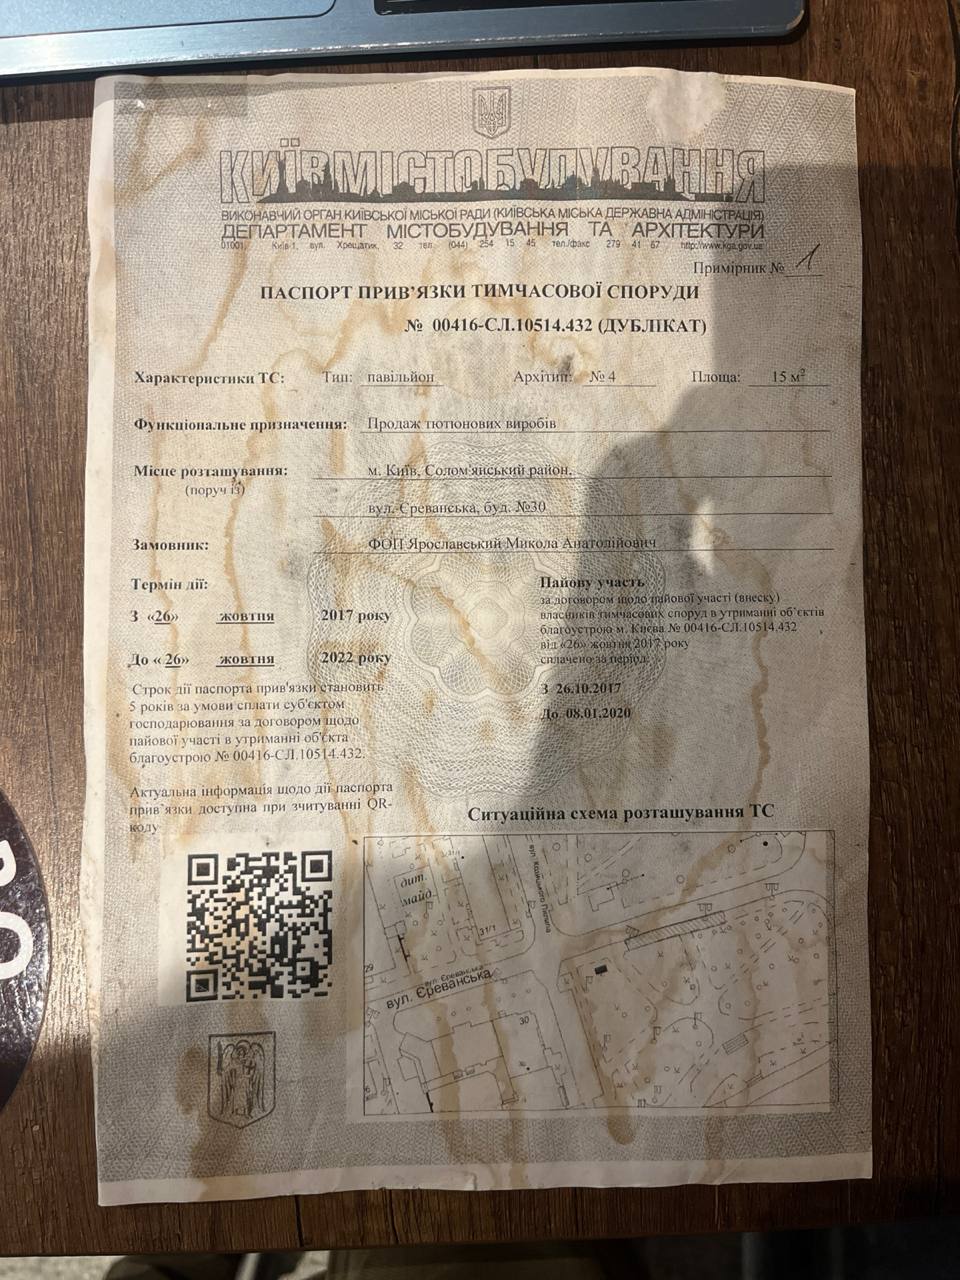 КИЇВМІСТОБУДУВАННЯ
ВИКОНАВЧИЙ ОРГАН КИЇВСЬКОЇ МІСЬКОЇ РАДИ (КИЇВСЬКА МІСЬКА ДЕРЖАВНА АДМІНІСТРАЦІЯ)
ДЕПАРТАМЕНТ МІСТОБУДУВАННЯ ТА АРХІТЕКТУРИ
01001, Київ 1, вул. Хрещатик, 32 тел. (044) 254 15 45 тел./факс 279 41 67 http://www.kga.gov.ua
Примірник № 1
ПАСПОРТ ПРИВ'ЯЗКИ ТИМЧАСОВОЇ СПОРУДИ
№ 00416-СЛ.10514.432 (ДУБЛІКАТ)
Характеристики ТС: Тип: павільйон Архітип: № 4 Площа: 15 м²
Функціональне призначення: Продаж тютюнових виробів
Місце розташування: м. Київ, Солом'янський район,
(поруч із)
вул. Єреванська, буд. №30
Замовник: ФОП Ярославський Микола Анатолійович
Термін дії:
З «26» жовтня 2017 року
До « 26» жовтня 2022 року
Строк дії паспорта прив'язки становить
5 років за умови сплати суб'єктом
господарювання за договором щодо
пайової участі в утриманні об'єкта
благоустрою № 00416-СЛ.10514.432.
Актуальна інформація щодо дії паспорта
прив'язки доступна при зчитуванні QR-
коду
Пайову участь
за договором щодо пайової участі (внеску)
власників тимчасових споруд в утриманні об'єктів
благоустрою м. Києва № 00416-СЛ.10514.432
від «26» жовтня 2017 року
сплачено за період:
З 26.10.2017
До 08.01.2020
Ситуаційна схема розташування ТС
дит.
майд.
31/1
29
вул. Єреванська
вул. Єреванська
30